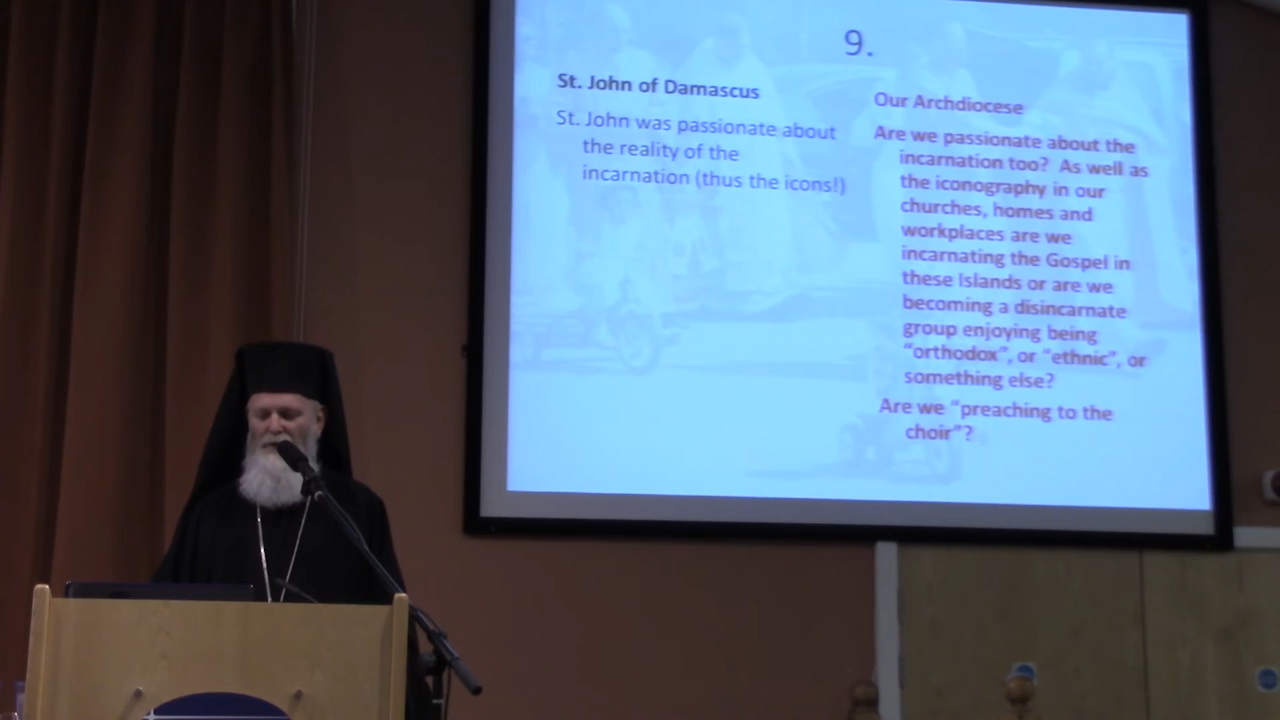 9.
St. John of Damascus
St. John was passionate about
the reality of the
incarnation (thus the icons!)
Our Archdiocese
Are we passionate about the
incarnation too? As well as
the iconography in our
churches, homes and
workplaces are we
incarnating the Gospel in
these Islands or are we
becoming a disincarnate
group enjoying being
"orthodox", or "ethnic", or
something else?
Are we "preaching to the
choir"?